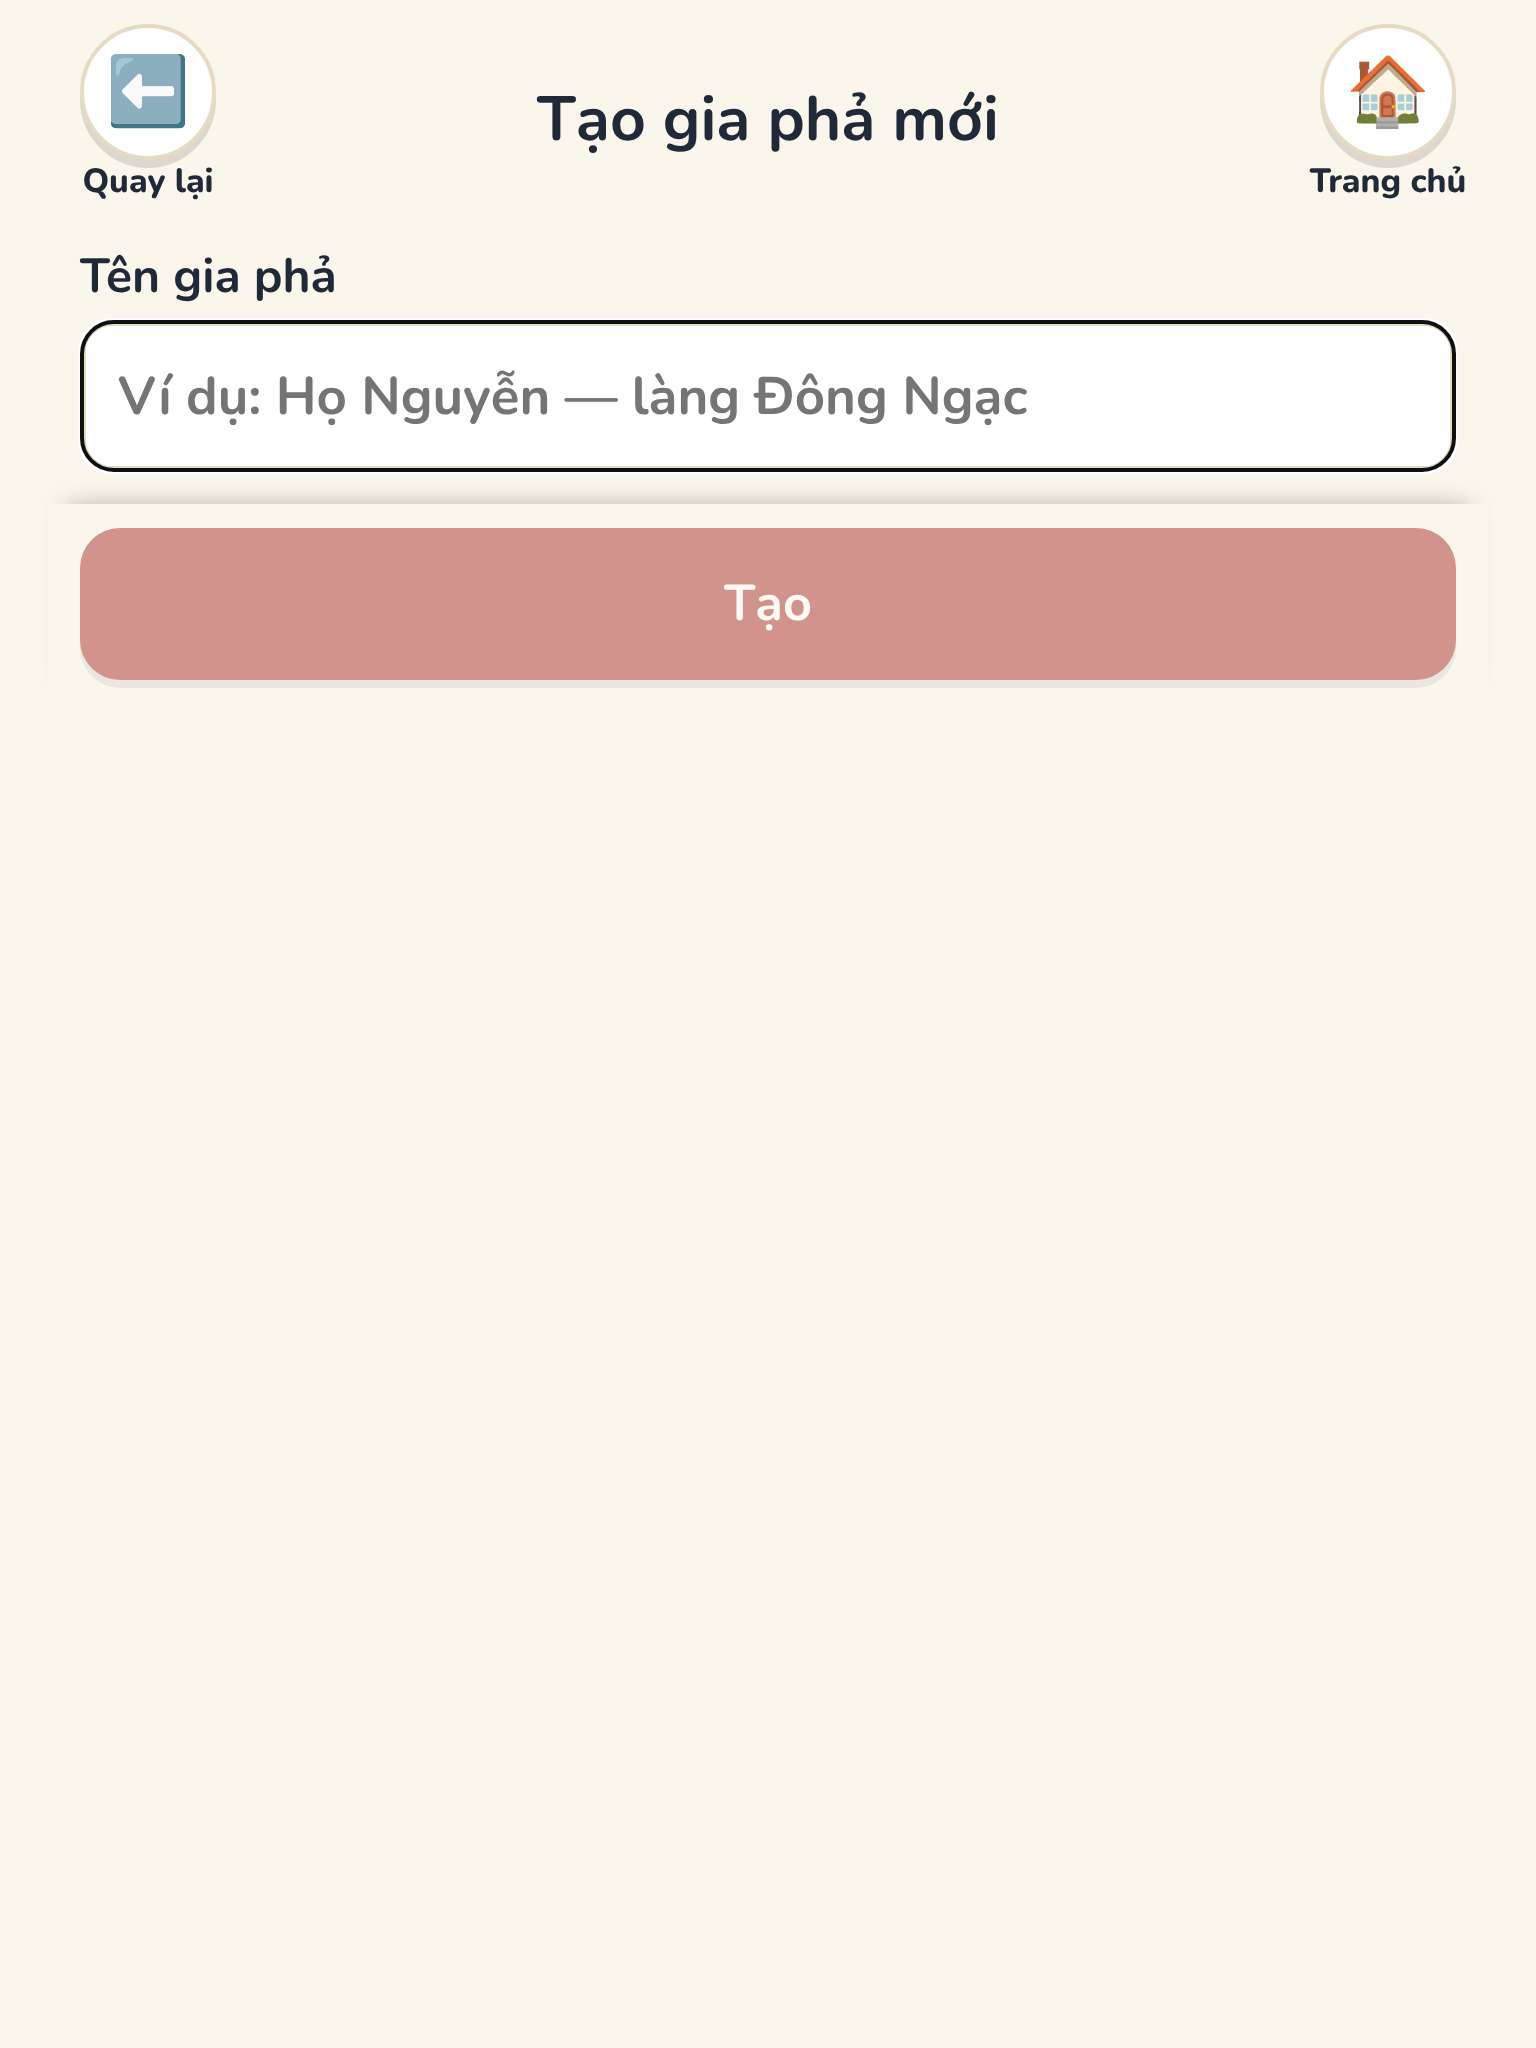 Tạo gia phả mới
Quay lại
Trang chủ
Tên gia phả
Ví dụ: Họ Nguyễn — làng Đông Ngạc
Tạo